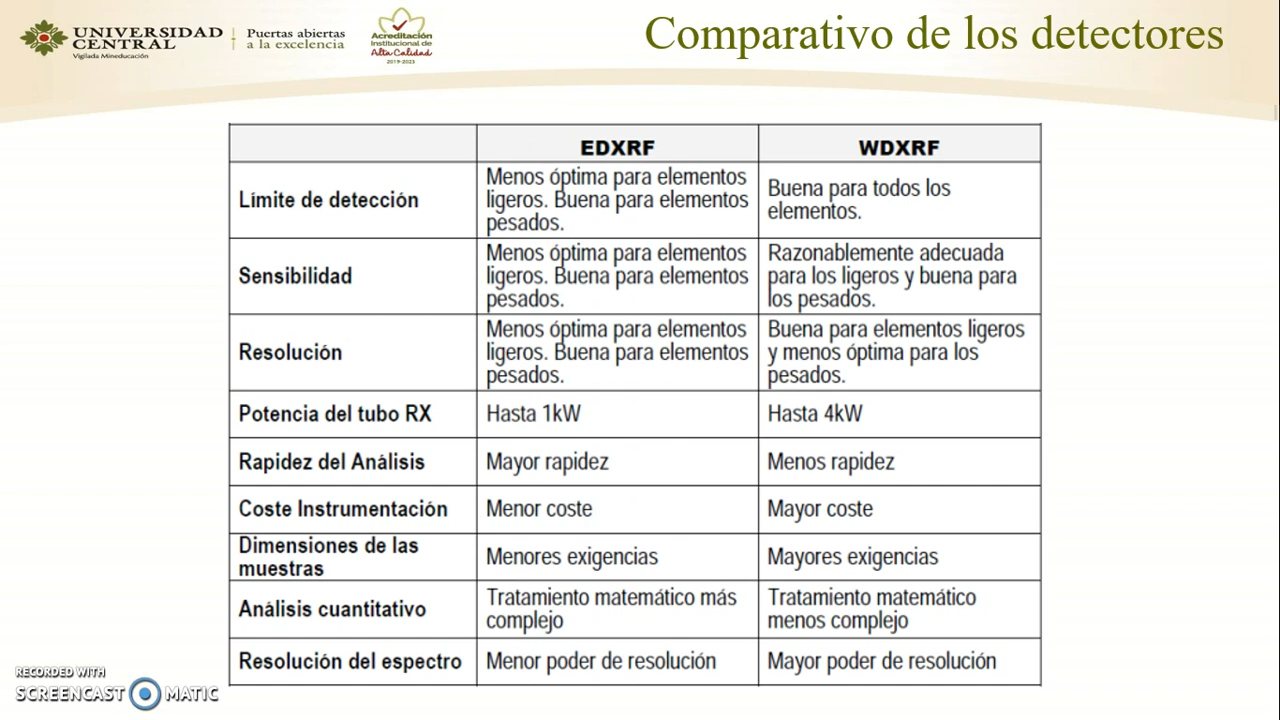 UNIVERSIDAD
CENTRAL
Vigilada Mineducación
Puertas abiertas
a la excelencia
Acreditación
Institucional de
Alta Calidad
2019-2023
Comparativo de los detectores
EDXRF
WDXRF
Límite de detección
Menos óptima para elementos
ligeros. Buena para elementos
pesados.
Buena para todos los
elementos.
Sensibilidad
Menos óptima para elementos
ligeros. Buena para elementos
pesados.
Razonablemente adecuada
para los ligeros y buena para
los pesados.
Resolución
Menos óptima para elementos
ligeros. Buena para elementos
pesados.
Buena para elementos ligeros
y menos óptima para los
pesados.
Potencia del tubo RX
Hasta 1kW
Hasta 4kW
Rapidez del Análisis
Mayor rapidez
Menos rapidez
Coste Instrumentación
Menor coste
Mayor coste
Dimensiones de las
muestras
Menores exigencias
Mayores exigencias
Análisis cuantitativo
Tratamiento matemático más
complejo
Tratamiento matemático
menos complejo
Resolución del espectro
Menor poder de resolución
Mayor poder de resolución
RECORDED WITH
SCREENCAST MATIC